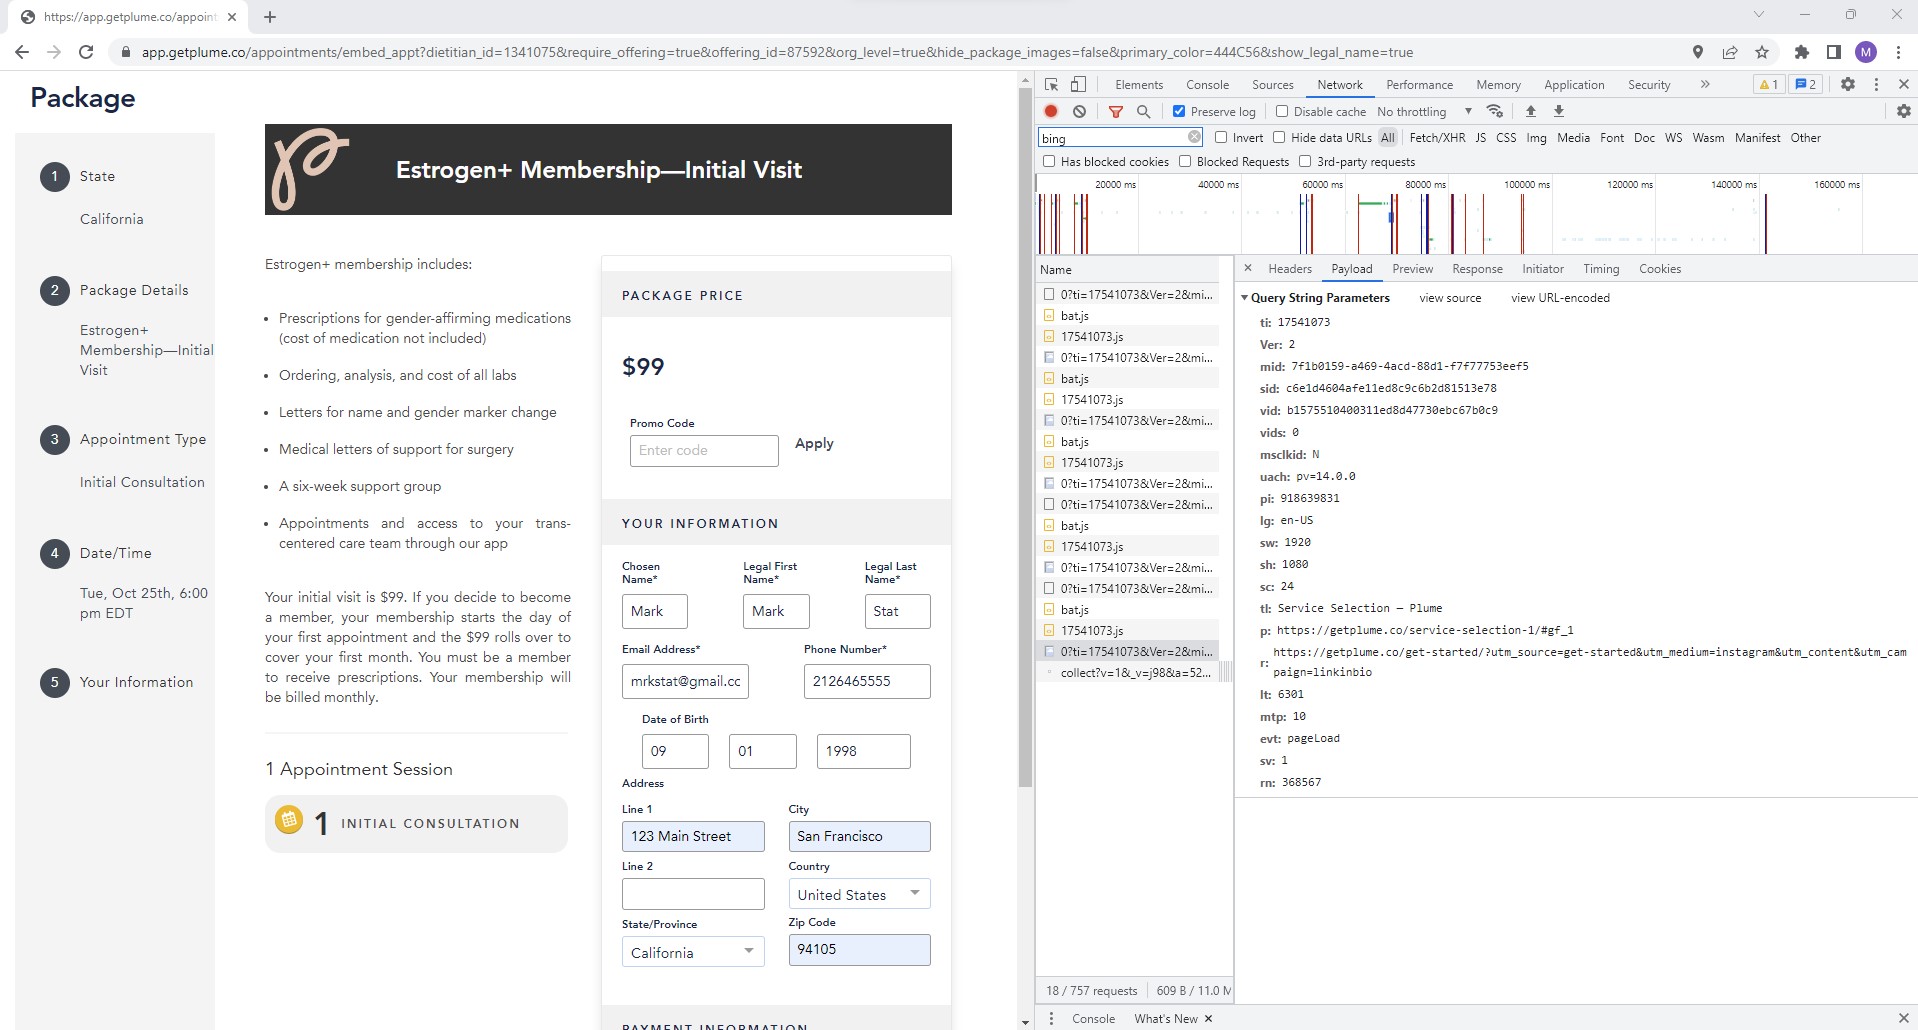 https://app.getplume.co/appoint
app.getplume.co/appointments/embed_appt?dietitian_id=1341075&require_offering=true&offering_id=87592&org_level=true&hide_package_images=false&primary_color=444C56&show_legal_name=true
M
Package
1 State
California
2 Package Details
Estrogen+
Membership—Initial
Visit
3 Appointment Type
Initial Consultation
4 Date/Time
Tue, Oct 25th, 6:00
pm EDT
5 Your Information
Estrogen+ Membership—Initial Visit
Estrogen+ membership includes:
• Prescriptions for gender-affirming medications
(cost of medication not included)
• Ordering, analysis, and cost of all labs
• Letters for name and gender marker change
• Medical letters of support for surgery
• A six-week support group
• Appointments and access to your trans-
centered care team through our app
Your initial visit is $99. If you decide to become
a member, your membership starts the day of
your first appointment and the $99 rolls over to
cover your first month. You must be a member
to receive prescriptions. Your membership will
be billed monthly.
1 Appointment Session
1 INITIAL CONSULTATION
PACKAGE PRICE
$99
Promo Code
Enter code Apply
YOUR INFORMATION
Chosen
Name*
Legal First
Name*
Legal Last
Name*
Mark Mark Stat
Email Address* Phone Number*
mrkstat@gmail.cc 2126465555
Date of Birth
09 01 1998
Address
Line 1 City
123 Main Street San Francisco
Line 2 Country
United States
State/Province Zip Code
California 94105
PAYMENT INFORMATION
Elements Console Sources Network Performance Memory Application Security » 1 2
Preserve log Disable cache No throttling
bing Invert Hide data URLs All Fetch/XHR JS CSS Img Media Font Doc WS Wasm Manifest Other
Has blocked cookies Blocked Requests 3rd-party requests
20000 ms 40000 ms 60000 ms 80000 ms 100000 ms 120000 ms 140000 ms 160000 ms
Name
0?ti=17541073&Ver=2&mi...
bat.js
17541073.js
0?ti=17541073&Ver=2&mi...
bat.js
17541073.js
0?ti=17541073&Ver=2&mi...
bat.js
17541073.js
0?ti=17541073&Ver=2&mi...
0?ti=17541073&Ver=2&mi...
bat.js
17541073.js
0?ti=17541073&Ver=2&mi...
0?ti=17541073&Ver=2&mi...
bat.js
17541073.js
0?ti=17541073&Ver=2&mi...
collect?v=1&_v=j98&a=52...
18 / 757 requests 609 B / 11.0 M
Headers Payload Preview Response Initiator Timing Cookies
Query String Parameters view source view URL-encoded
ti: 17541073
Ver: 2
mid: 7f1b0159-a469-4acd-88d1-f7f77753eef5
sid: c6e1d4604afe11ed8c9c6b2d81513e78
vid: b1575510400311ed8d47730ebc67b0c9
vids: 0
msclkid: N
uach: pv=14.0.0
pi: 918639831
lg: en-US
sw: 1920
sh: 1080
sc: 24
tl: Service Selection – Plume
p: https://getplume.co/service-selection-1/#gf_1
r: https://getplume.co/get-started/?utm_source=get-started&utm_medium=instagram&utm_content&utm_cam
paign=linkinbio
lt: 6301
mtp: 10
evt: pageLoad
sv: 1
rn: 368567
Console What's New